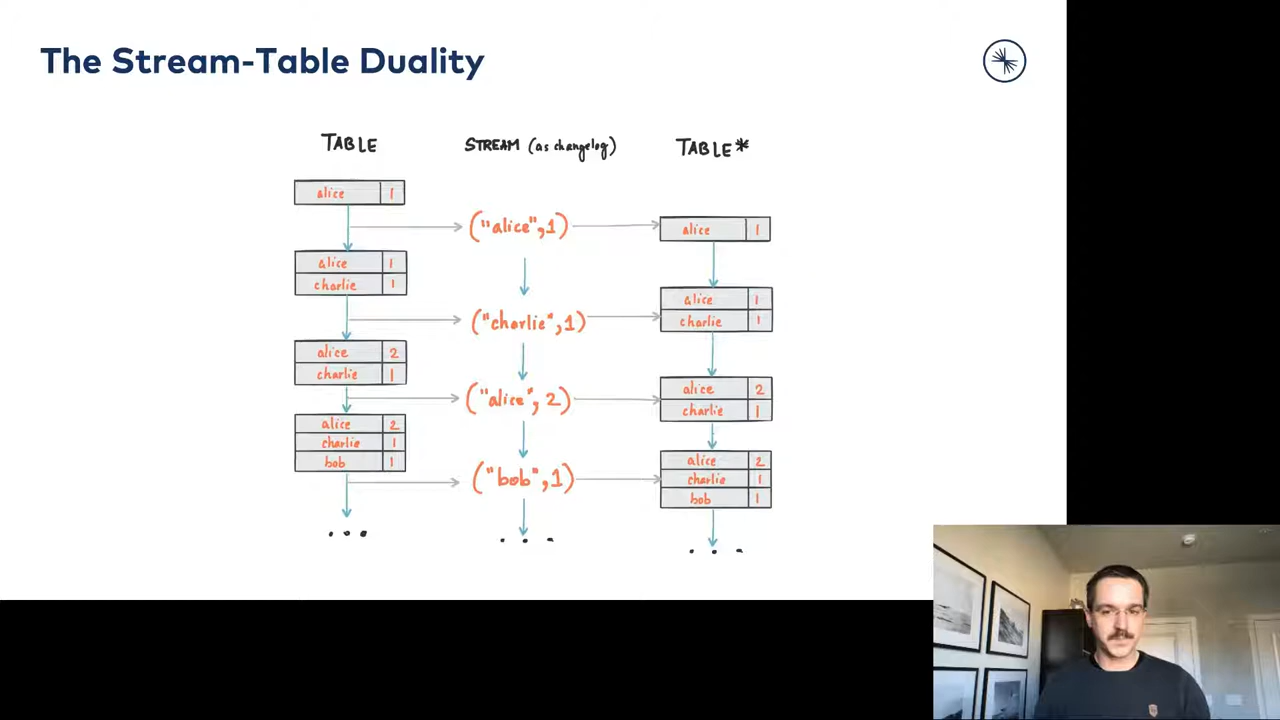 The Stream-Table Duality
TABLE
STREAM (as changelog)
TABLE*
alice 1
("alice",1)
alice 1
alice 1
charlie 1
("charlie",1)
alice 1
charlie 1
alice 2
charlie 1
("alice", 2)
alice 2
charlie 1
alice 2
charlie 1
bob 1
("bob",1)
alice 2
charlie 1
bob 1
...
...
...